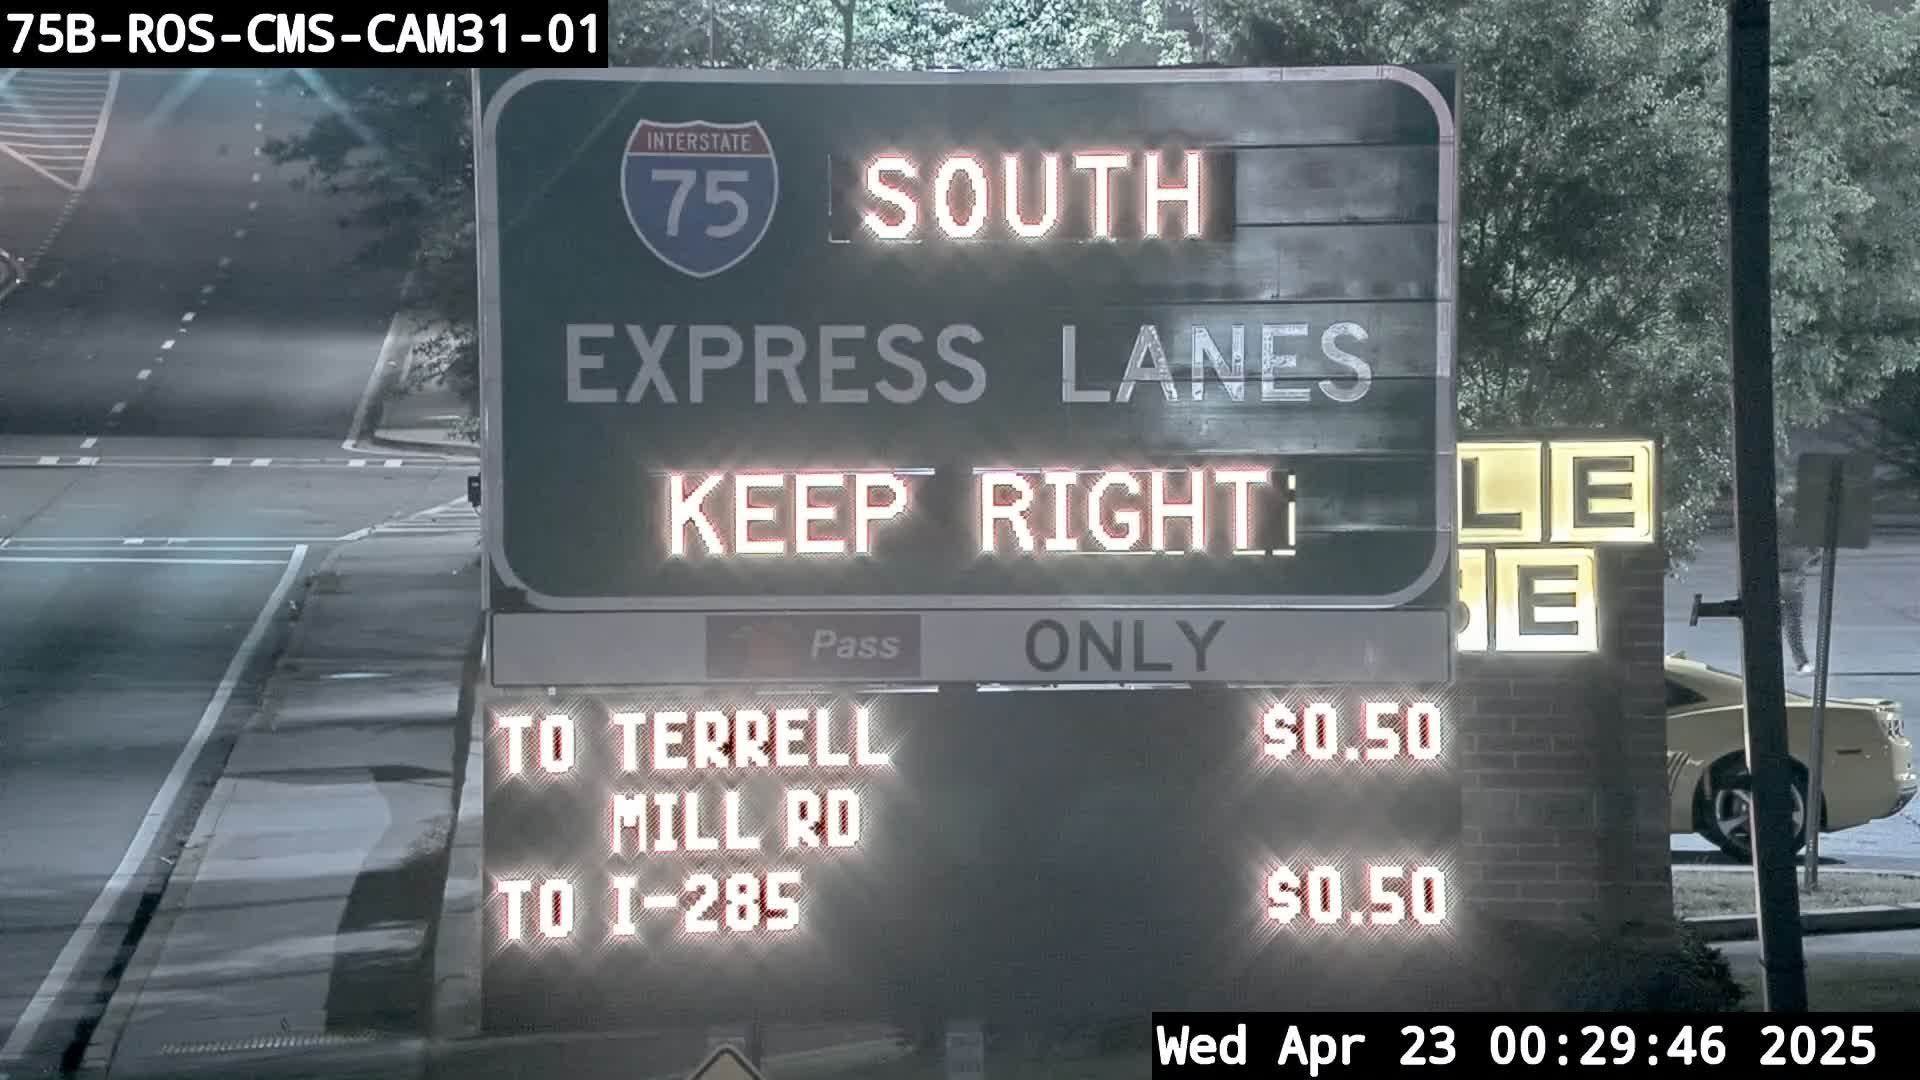 75B-ROS-CMS-CAM31-01
INTERSTATE
75
SOUTH
EXPRESS LANES
KEEP RIGHT
Pass ONLY
TO TERRELL $0.50
MILL RD
TO I-285 $0.50
LE
E
Wed Apr 23 00:29:46 2025